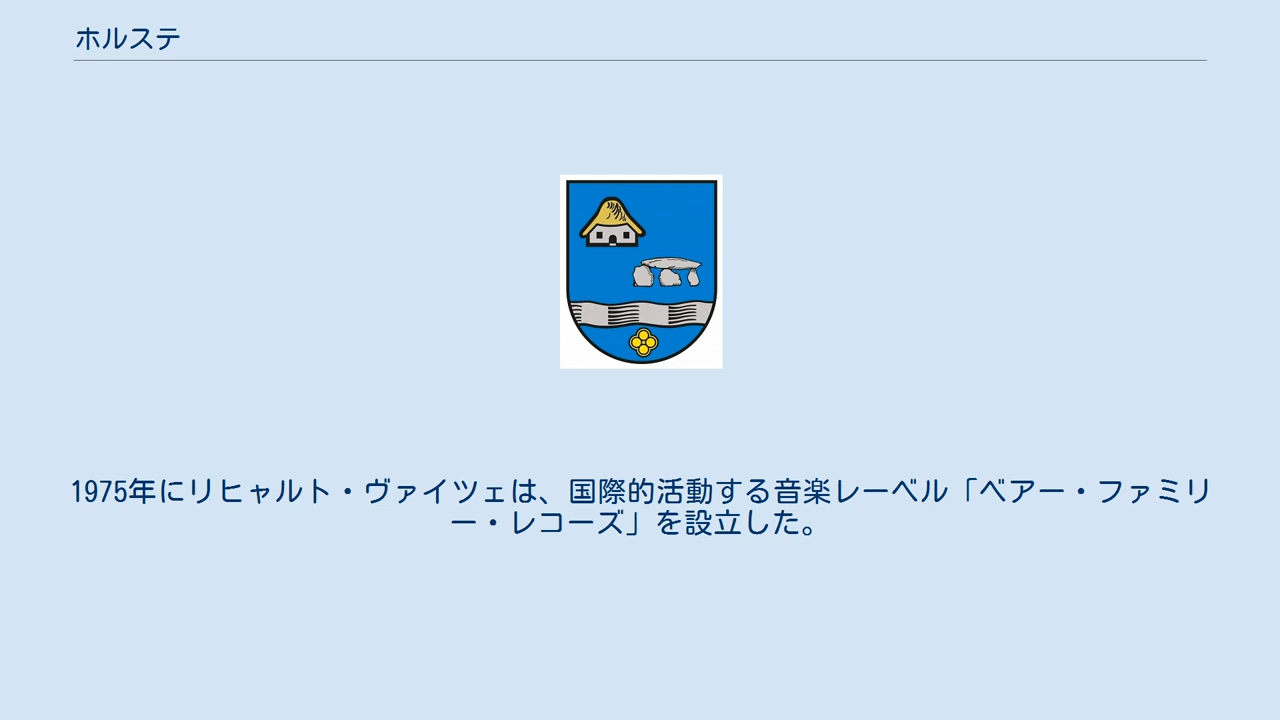 ホルステ
1975年にリヒャルト・ヴァイツェは、国際的活動する音楽レーベル「ベアー・ファミリ
ー・レコーズ」を設立した。